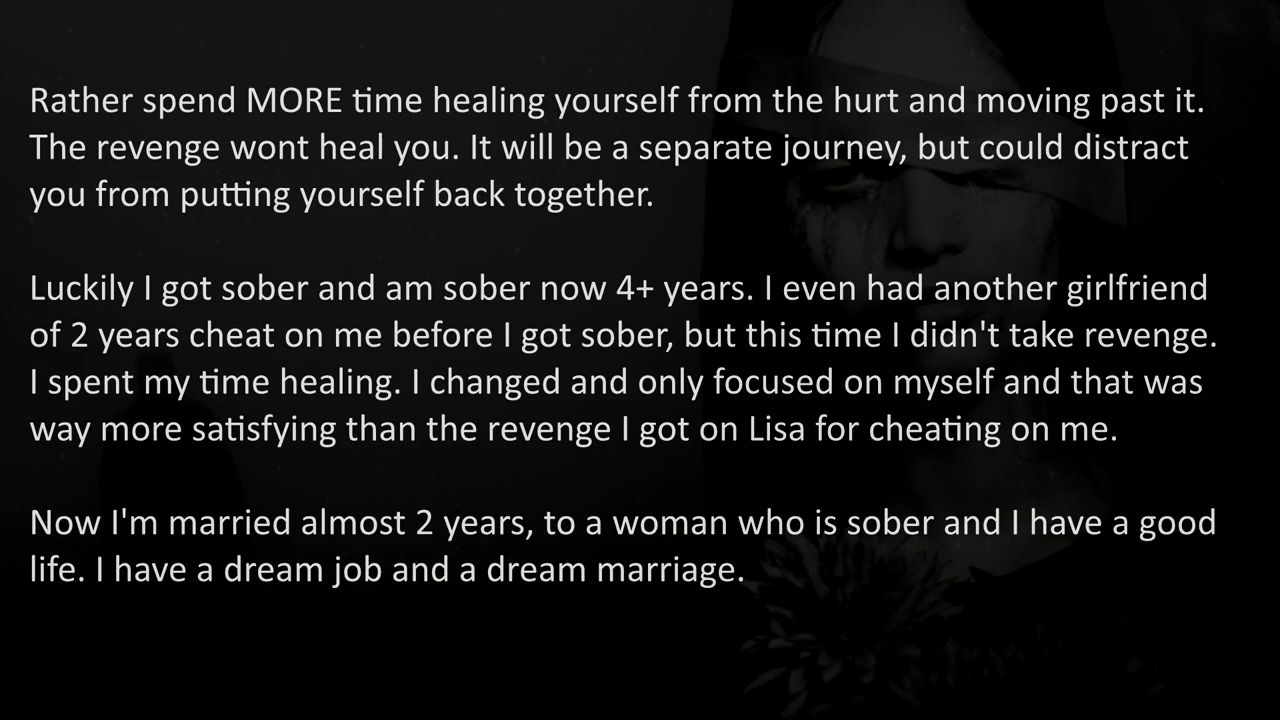 Rather spend MORE time healing yourself from the hurt and moving past it.
The revenge wont heal you. It will be a separate journey, but could distract
you from putting yourself back together.
Luckily I got sober and am sober now 4+ years. I even had another girlfriend
of 2 years cheat on me before I got sober, but this time I didn't take revenge.
I spent my time healing. I changed and only focused on myself and that was
way more satisfying than the revenge I got on Lisa for cheating on me.
Now I'm married almost 2 years, to a woman who is sober and I have a good
life. I have a dream job and a dream marriage.